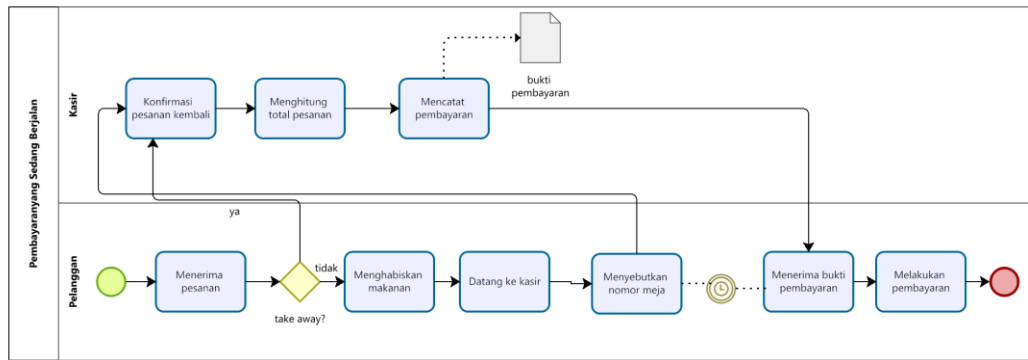 Pembayaranyang Sedang Berjalan
Kasir
Konfirmasi
pesanan kembali
Menghitung
total pesanan
Mencatat
pembayaran
bukti
pembayaran
Pelanggan
ya
Menerima
pesanan
take away?
tidak
Menghabiskan
makanan
Datang ke kasir
Menyebutkan
nomor meja
Menerima bukti
pembayaran
Melakukan
pembayaran